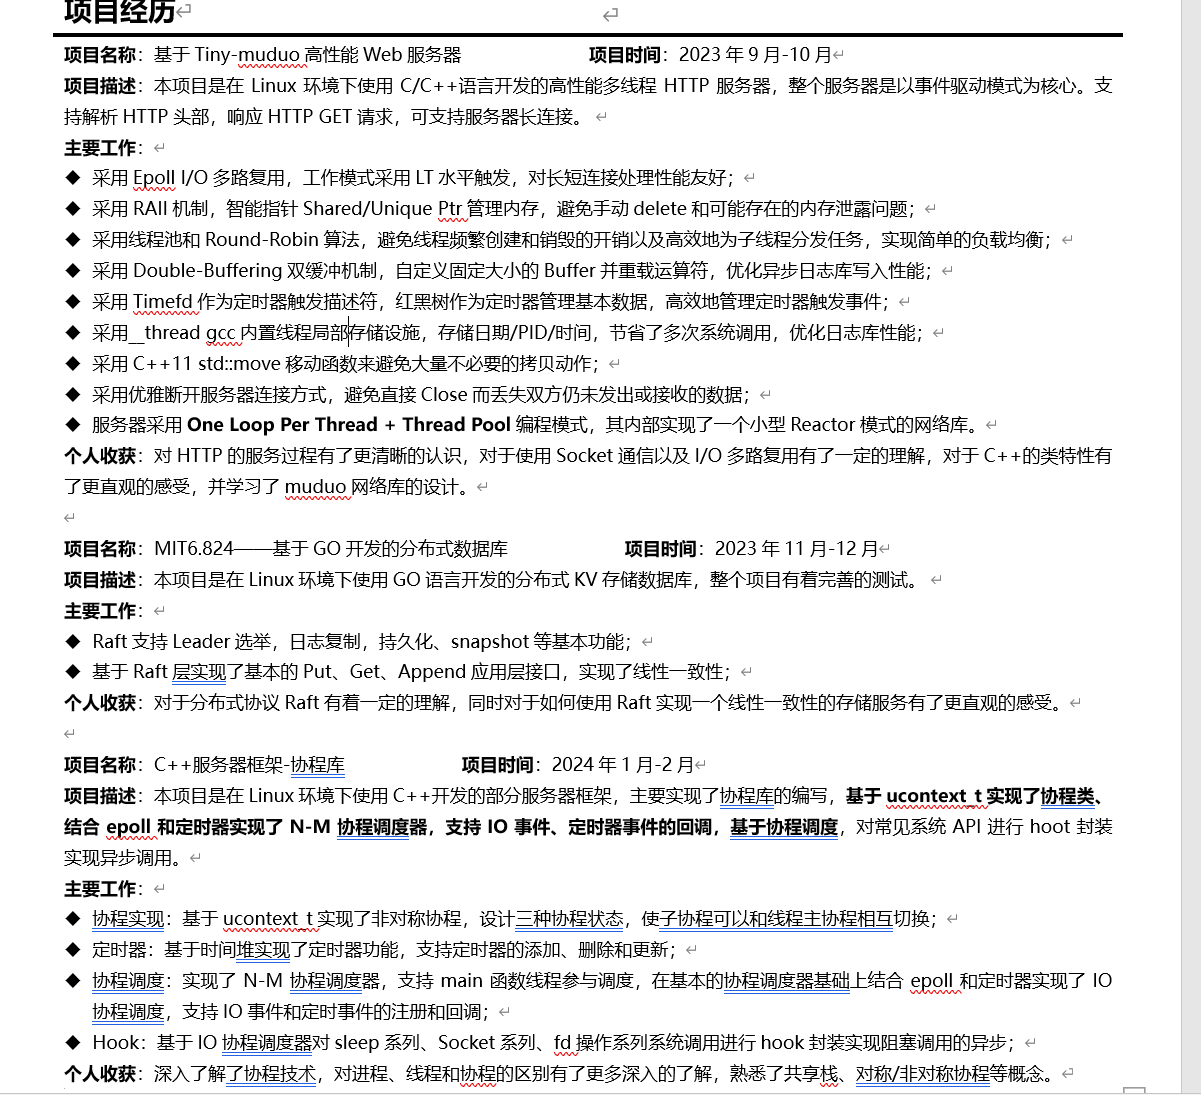 项目经历
项目名称：基于 Tiny-muduo 高性能 Web 服务器 项目时间：2023 年 9 月-10 月
项目描述：本项目是在 Linux 环境下使用 C/C++语言开发的高性能多线程 HTTP 服务器，整个服务器是以事件驱动模式为核心。支
持解析 HTTP 头部，响应 HTTP GET 请求，可支持服务器长连接。
主要工作：
◆ 采用 Epoll I/O 多路复用，工作模式采用 LT 水平触发，对长短连接处理性能友好；
◆ 采用 RAII 机制，智能指针 Shared/Unique Ptr 管理内存，避免手动 delete 和可能存在的内存泄露问题；
◆ 采用线程池和 Round-Robin 算法，避免线程频繁创建和销毁的开销以及高效地为子线程分发任务，实现简单的负载均衡；
◆ 采用 Double-Buffering 双缓冲机制，自定义固定大小的 Buffer 并重载运算符，优化异步日志库写入性能；
◆ 采用 Timefd 作为定时器触发描述符，红黑树作为定时器管理基本数据，高效地管理定时器触发事件；
◆ 采用__thread gcc 内置线程局部存储设施，存储日期/PID/时间，节省了多次系统调用，优化日志库性能；
◆ 采用 C++11 std::move 移动函数来避免大量不必要的拷贝动作；
◆ 采用优雅断开服务器连接方式，避免直接 Close 而丢失双方仍未发出或接收的数据；
◆ 服务器采用 One Loop Per Thread + Thread Pool 编程模式，其内部实现了一个小型 Reactor 模式的网络库。
个人收获：对 HTTP 的服务过程有了更清晰的认识，对于使用 Socket 通信以及 I/O 多路复用有了一定的理解，对于 C++的类特性有
了更直观的感受，并学习了 muduo 网络库的设计。
项目名称：MIT6.824——基于 GO 开发的分布式数据库 项目时间：2023 年 11 月-12 月
项目描述：本项目是在 Linux 环境下使用 GO 语言开发的分布式 KV 存储数据库，整个项目有着完善的测试。
主要工作：
◆ Raft 支持 Leader 选举，日志复制，持久化、snapshot 等基本功能；
◆ 基于 Raft 层实现了基本的 Put、Get、Append 应用层接口，实现了线性一致性；
个人收获：对于分布式协议 Raft 有着一定的理解，同时对于如何使用 Raft 实现一个线性一致性的存储服务有了更直观的感受。
项目名称：C++服务器框架-协程库 项目时间：2024 年 1 月-2 月
项目描述：本项目是在 Linux 环境下使用 C++开发的部分服务器框架，主要实现了协程库的编写，基于 ucontext_t 实现了协程类、
结合 epoll 和定时器实现了 N-M 协程调度器，支持 IO 事件、定时器事件的回调，基于协程调度，对常见系统 API 进行 hoot 封装
实现异步调用。
主要工作：
◆ 协程实现：基于 ucontext_t 实现了非对称协程，设计三种协程状态，使子协程可以和线程主协程相互切换；
◆ 定时器：基于时间堆实现了定时器功能，支持定时器的添加、删除和更新；
◆ 协程调度：实现了 N-M 协程调度器，支持 main 函数线程参与调度，在基本的协程调度器基础上结合 epoll 和定时器实现了 IO
协程调度，支持 IO 事件和定时事件的注册和回调；
◆ Hook：基于 IO 协程调度器对 sleep 系列、Socket 系列、fd 操作系列系统调用进行 hook 封装实现阻塞调用的异步；
个人收获：深入了解了协程技术，对进程、线程和协程的区别有了更多深入的了解，熟悉了共享栈、对称/非对称协程等概念。